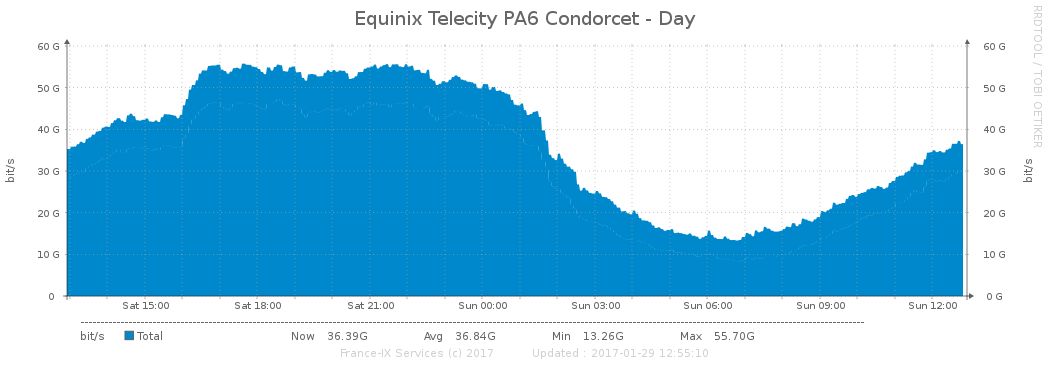 Equinix Telecity PA6 Condorcet - Day
RRDTOOL / TOBI OETIKER
60 G 60 G
50 G 50 G
40 G 40 G
30 G 30 G
20 G 20 G
10 G 10 G
0 0 G
bit/s bit/s
Sat 15:00 Sat 18:00 Sat 21:00 Sun 00:00 Sun 03:00 Sun 06:00 Sun 09:00 Sun 12:00
bit/s Total Now 36.39G Avg 36.84G Min 13.26G Max 55.70G
France-IX Services (c) 2017 Updated : 2017-01-29 12:55:10